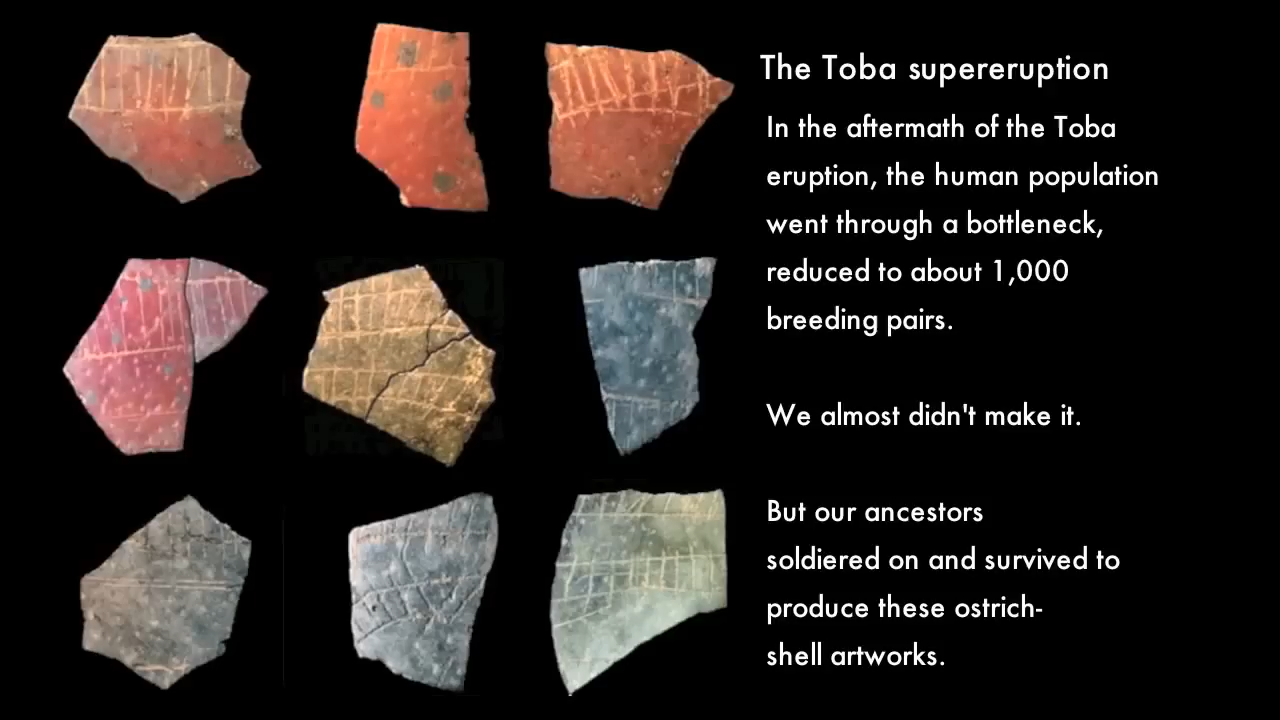 The Toba supereruption
In the aftermath of the Toba
eruption, the human population
went through a bottleneck,
reduced to about 1,000
breeding pairs.
We almost didn't make it.
But our ancestors
soldiered on and survived to
produce these ostrich-
shell artworks.